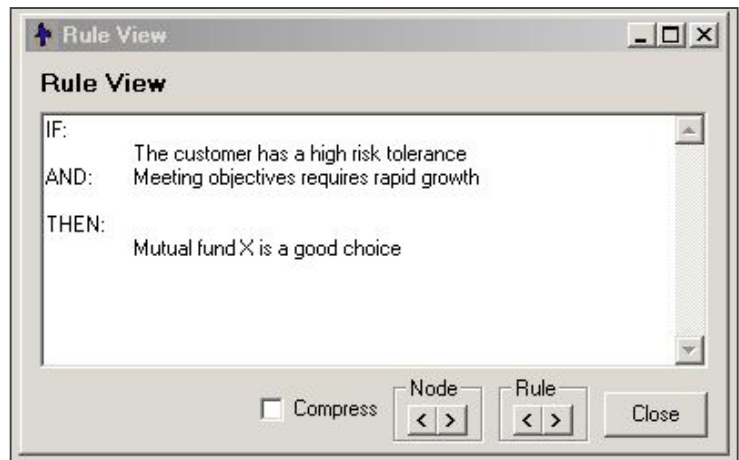 Rule View
Rule View
IF:
The customer has a high risk tolerance
AND: Meeting objectives requires rapid growth
THEN:
Mutual fund X is a good choice
Compress Node < > Rule < > Close